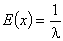 E(x) = 1/λ